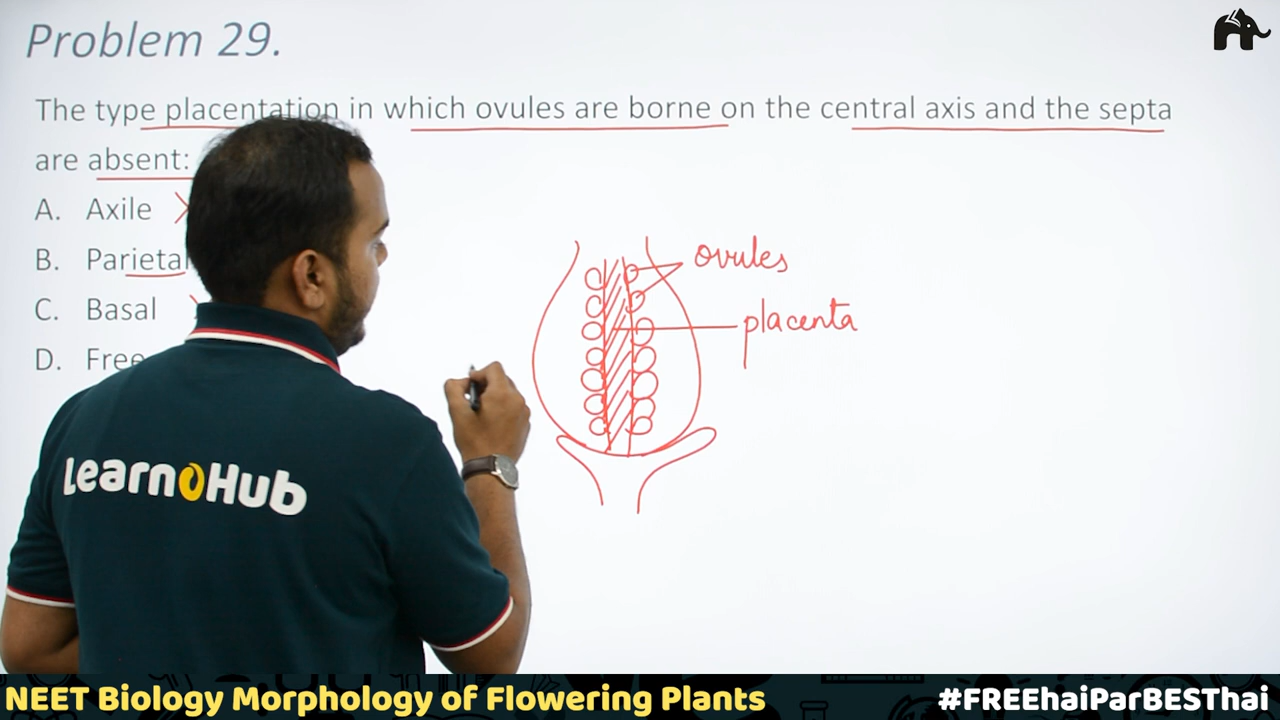 Problem 29.
The type placentation in which ovules are borne on the central axis and the septa
are absent:
A. Axile
B. Parietal
C. Basal
D. Free
ovules
placenta
LearnoHub
NEET Biology Morphology of Flowering Plants
#FREEhaiParBESThai